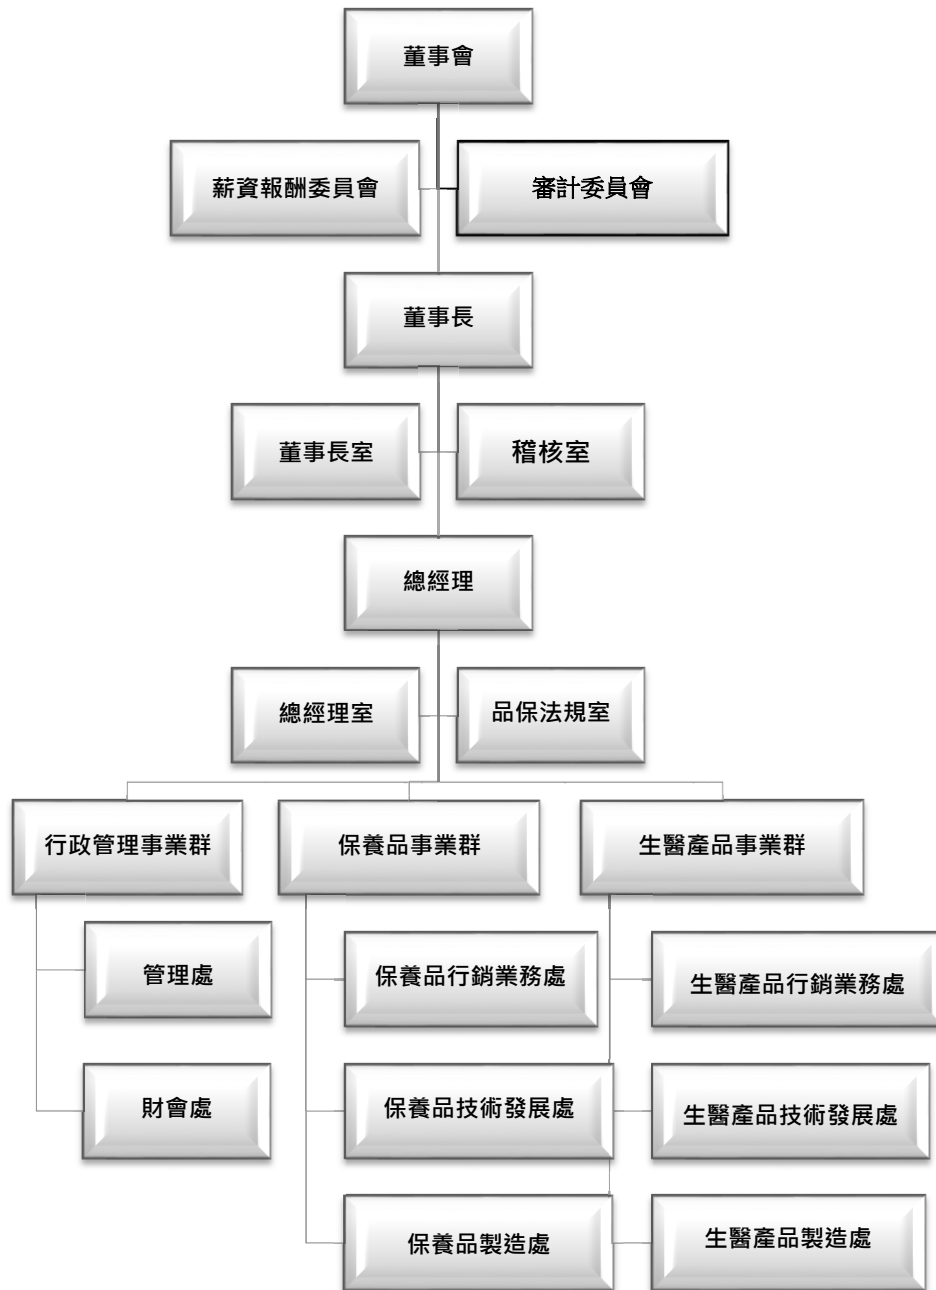 董事會
薪資報酬委員會
審計委員會
董事長
董事長室
稽核室
總經理
總經理室
品保法規室
行政管理事業群
保養品事業群
生醫產品事業群
管理處
保養品行銷業務處
生醫產品行銷業務處
財會處
保養品技術發展處
生醫產品技術發展處
保養品製造處
生醫產品製造處